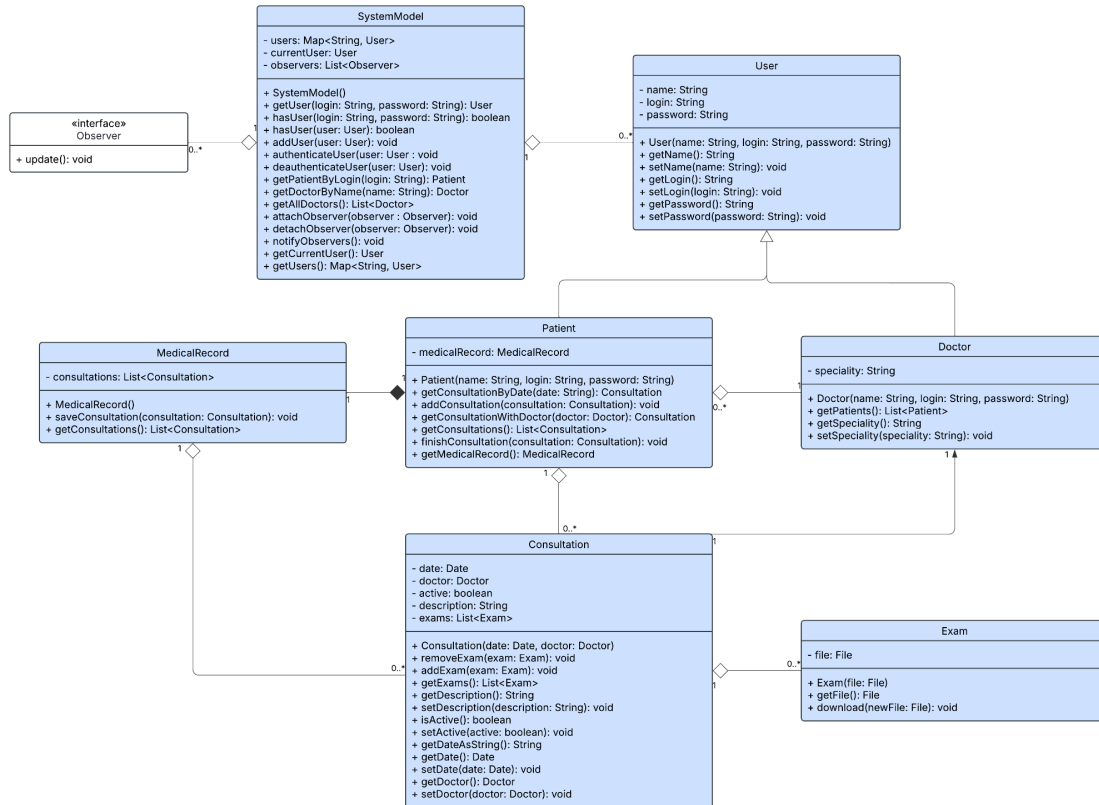 SystemModel
- users: Map<String, User>
- currentUser: User
- observers: List<Observer>
+ SystemModel()
+ getUser(login: String, password: String): User
+ hasUser(login: String, password: String): boolean
+ hasUser(user: User): boolean
+ addUser(user: User): void
+ authenticateUser(user: User : void
+ deauthenticateUser(user: User): void
+ getPatientByLogin(login: String): Patient
+ getDoctorByName(name: String): Doctor
+ getAllDoctors(): List<Doctor>
+ attachObserver(observer : Observer): void
+ detachObserver(observer: Observer): void
+ notifyObservers(): void
+ getCurrentUser(): User
+ getUsers(): Map<String, User>
«interface»
Observer
+ update(): void
0..*
1
1
0..*
User
- name: String
- login: String
- password: String
+ User(name: String, login: String, password: String)
+ getName(): String
+ setName(name: String): void
+ getLogin(): String
+ setLogin(login: String): void
+ getPassword(): String
+ setPassword(password: String): void
MedicalRecord
- consultations: List<Consultation>
+ MedicalRecord()
+ saveConsultation(consultation: Consultation): void
+ getConsultations(): List<Consultation>
1
1
Patient
- medicalRecord: MedicalRecord
+ Patient(name: String, login: String, password: String)
+ getConsultationByDate(date: String): Consultation
+ addConsultation(consultation: Consultation): void
+ getConsultationWithDoctor(doctor: Doctor): Consultation
+ getConsultations(): List<Consultation>
+ finishConsultation(consultation: Consultation): void
+ getMedicalRecord(): MedicalRecord
0..*
1
Doctor
- speciality: String
+ Doctor(name: String, login: String, password: String)
+ getPatients(): List<Patient>
+ getSpeciality(): String
+ setSpeciality(speciality: String): void
1
1
1
0..*
1
0..*
Consultation
- date: Date
- doctor: Doctor
- active: boolean
- description: String
- exams: List<Exam>
+ Consultation(date: Date, doctor: Doctor)
+ removeExam(exam: Exam): void
+ addExam(exam: Exam): void
+ getExams(): List<Exam>
+ getDescription(): String
+ setDescription(description: String): void
+ isActive(): boolean
+ setActive(active: boolean): void
+ getDateAsString(): String
+ getDate(): Date
+ setDate(date: Date): void
+ getDoctor(): Doctor
+ setDoctor(doctor: Doctor): void
1
0..*
Exam
- file: File
+ Exam(file: File)
+ getFile(): File
+ download(newFile: File): void